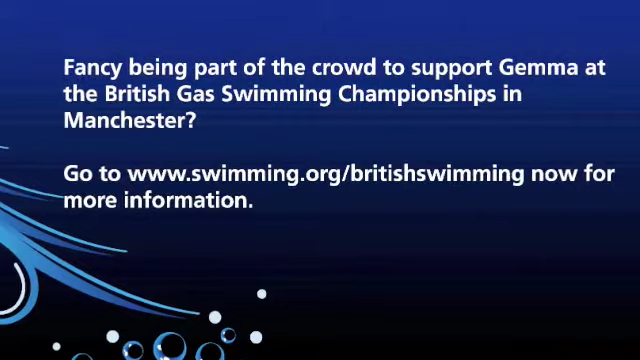 Fancy being part of the crowd to support Gemma at
the British Gas Swimming Championships in
Manchester?
Go to www.swimming.org/britishswimming now for
more information.